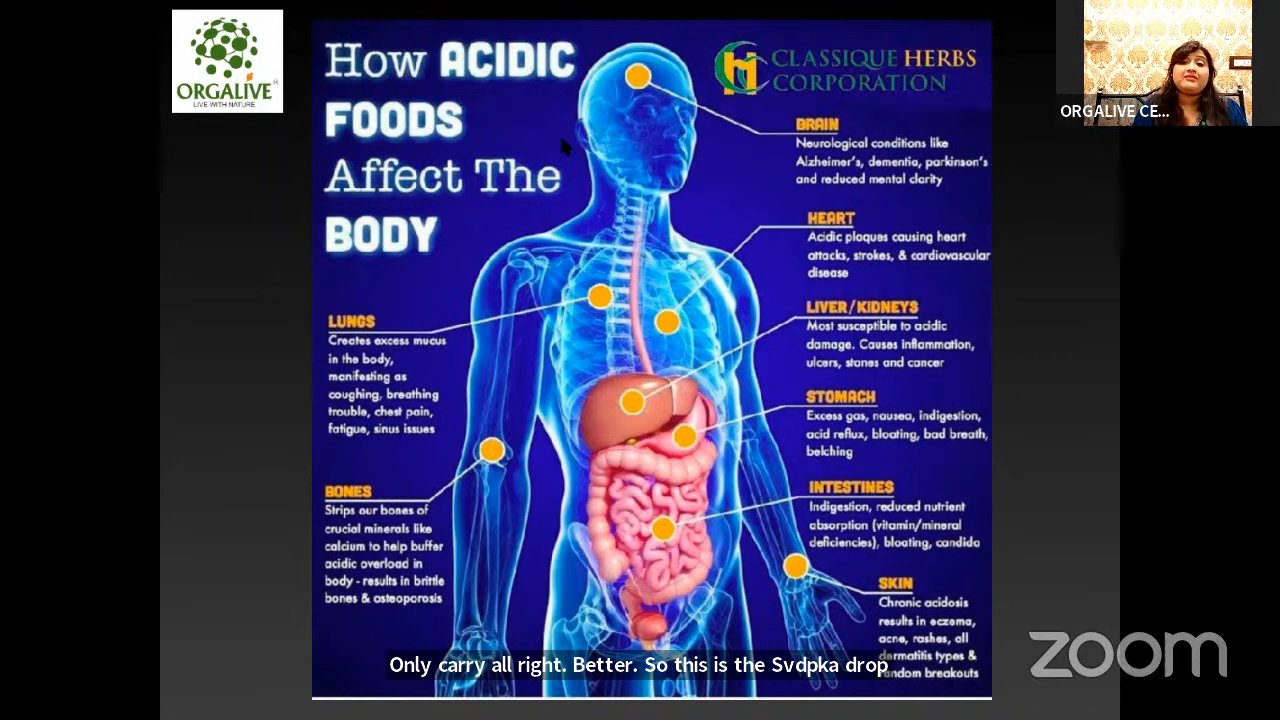 ORGALIVE
LIVE WITH NATURE
How ACIDIC
FOODS
Affect The
BODY
CLASSIQUE HERBS
CORPORATION
ORGALIVE CE...
BRAIN
Neurological conditions like
Alzheimer's, dementia, parkinson's
and reduced mental clarity
HEART
Acidic plaques causing heart
attacks, strokes, & cardiovascular
disease
LIVER/KIDNEYS
Most susceptible to acidic
damage. Causes inflammation,
ulcers, stones and cancer
STOMACH
Excess gas, nausea, indigestion,
acid reflux, bloating, bad breath,
belching
INTESTINES
Indigestion, reduced nutrient
absorption (vitamin/mineral
deficiencies), bloating, candida
SKIN
Chronic acidosis
results in eczema,
acne, rashes, all
dermatitis types &
random breakouts
LUNGS
Creates excess mucus
in the body,
manifesting as
coughing, breathing
trouble, chest pain,
fatigue, sinus issues
BONES
Strips our bones of
crucial minerals like
calcium to help buffer
acidic overload in
body - results in brittle
bones & osteoporosis
Only carry all right. Better. So this is the Svdpka drop
zoom